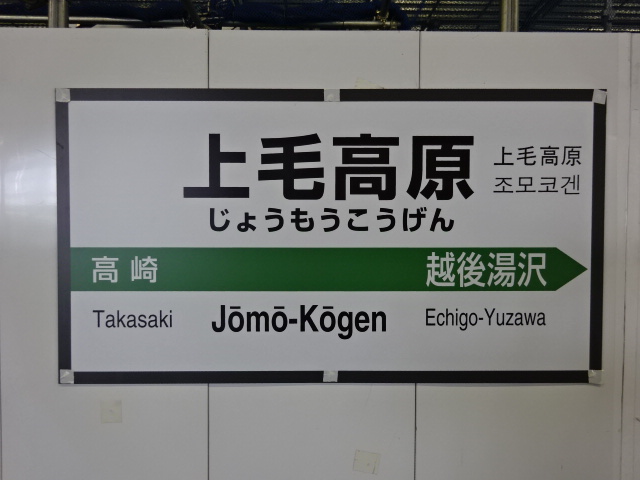 上毛高原
じょうもうこうげん
上毛高原
조모코겐
高崎 越後湯沢
Takasaki Jōmō-Kōgen Echigo-Yuzawa